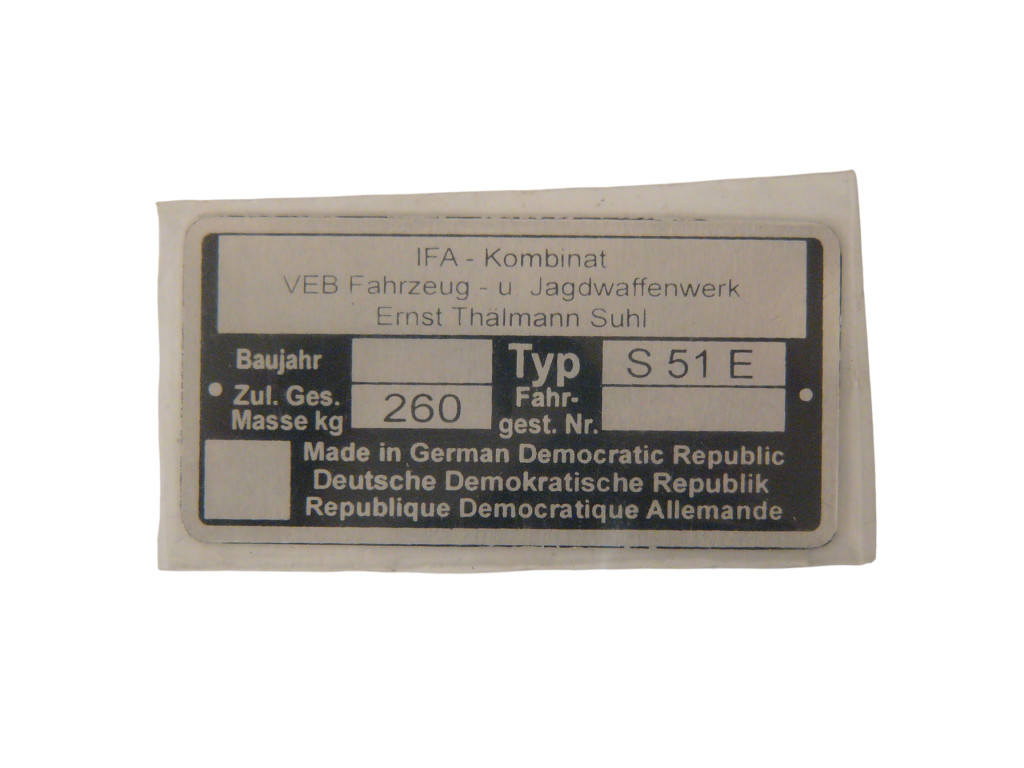 IFA - Kombinat
VEB Fahrzeug - u Jagdwaffenwerk
Ernst Thälmann Suhl
Baujahr
Typ S 51 E
Zul. Ges.
Masse kg 260
Fahr-
gest. Nr.
Made in German Democratic Republic
Deutsche Demokratische Republik
Republique Democratique Allemande